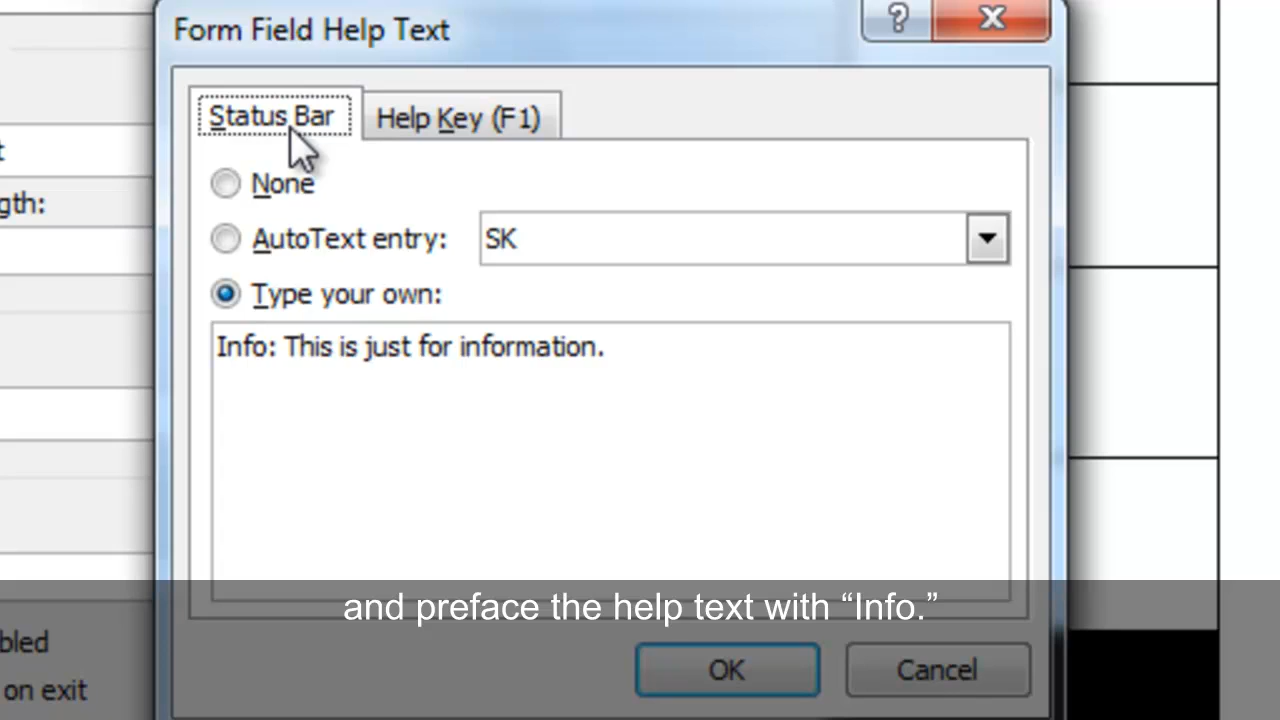 Form Field Help Text
?
Status Bar
Help Key (F1)
t
None
gth:
AutoText entry:
SK
Type your own:
Info: This is just for information.
and preface the help text with “Info.”
bled
OK
Cancel
on exit